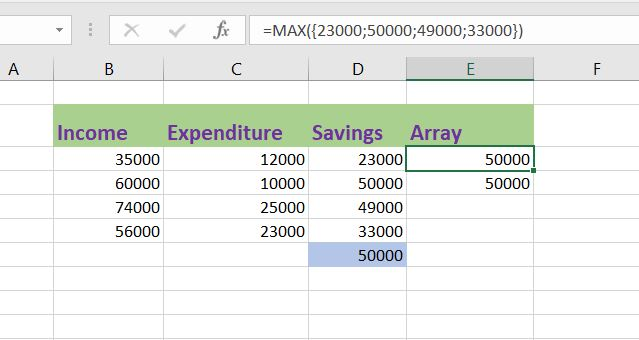 fx =MAX({23000;50000;49000;33000})
A B C D E F
Income Expenditure Savings Array
35000 12000 23000 50000
60000 10000 50000 50000
74000 25000 49000
56000 23000 33000
50000